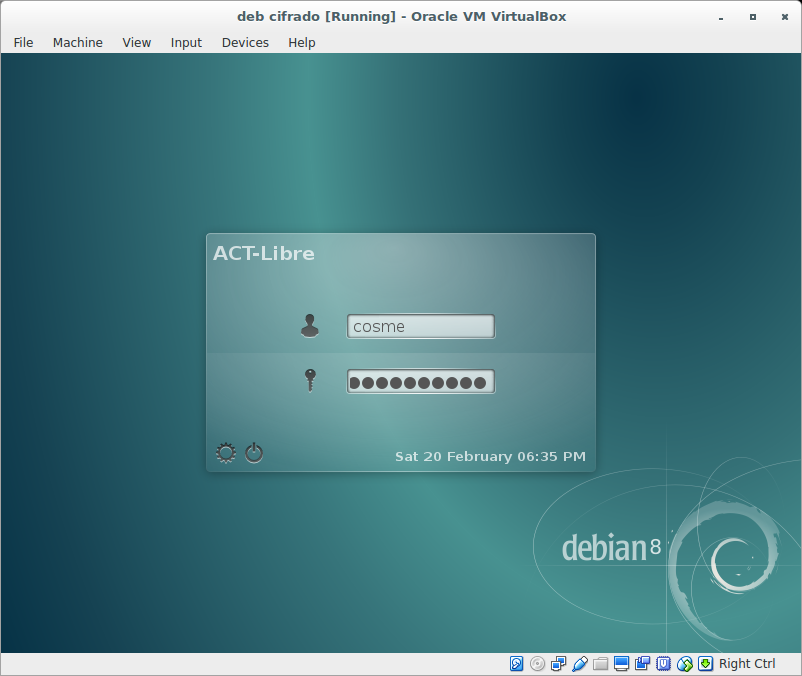 deb cifrado [Running] - Oracle VM VirtualBox
File Machine View Input Devices Help
ACT-Libre
cosme
Sat 20 February 06:35 PM
debian 8
Right Ctrl